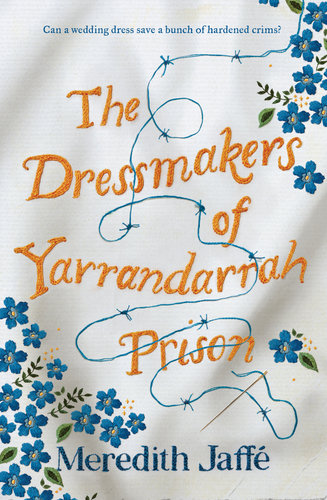 Can a wedding dress save a bunch of hardened crims?
The
Dressmakers
of
Yarrandarrah
Prison
Meredith Jaffé